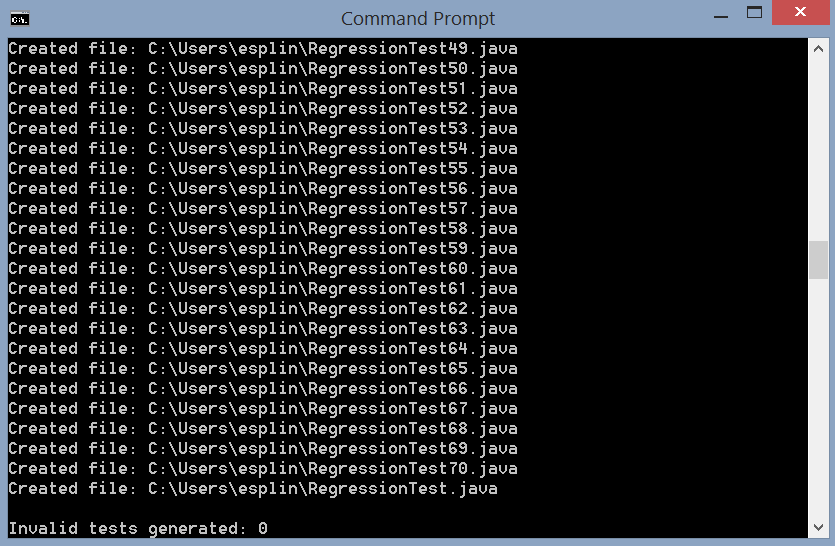 Command Prompt
Created file: C:\Users\esplin\RegressionTest49.java
Created file: C:\Users\esplin\RegressionTest50.java
Created file: C:\Users\esplin\RegressionTest51.java
Created file: C:\Users\esplin\RegressionTest52.java
Created file: C:\Users\esplin\RegressionTest53.java
Created file: C:\Users\esplin\RegressionTest54.java
Created file: C:\Users\esplin\RegressionTest55.java
Created file: C:\Users\esplin\RegressionTest56.java
Created file: C:\Users\esplin\RegressionTest57.java
Created file: C:\Users\esplin\RegressionTest58.java
Created file: C:\Users\esplin\RegressionTest59.java
Created file: C:\Users\esplin\RegressionTest60.java
Created file: C:\Users\esplin\RegressionTest61.java
Created file: C:\Users\esplin\RegressionTest62.java
Created file: C:\Users\esplin\RegressionTest63.java
Created file: C:\Users\esplin\RegressionTest64.java
Created file: C:\Users\esplin\RegressionTest65.java
Created file: C:\Users\esplin\RegressionTest66.java
Created file: C:\Users\esplin\RegressionTest67.java
Created file: C:\Users\esplin\RegressionTest68.java
Created file: C:\Users\esplin\RegressionTest69.java
Created file: C:\Users\esplin\RegressionTest70.java
Created file: C:\Users\esplin\RegressionTest.java
Invalid tests generated: 0